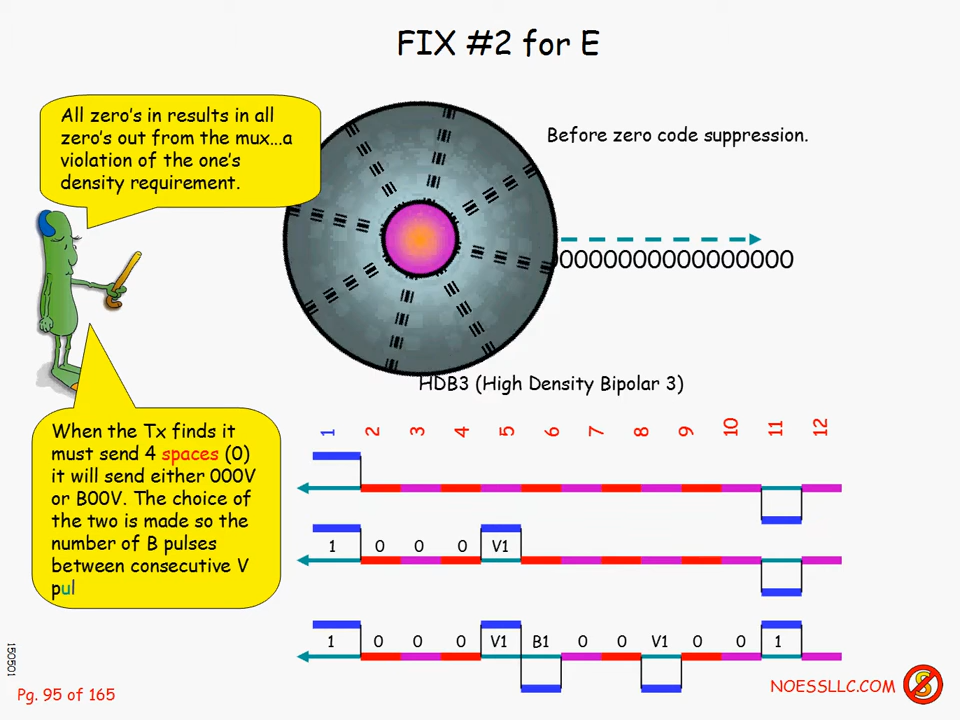 FIX #2 for E
All zero's in results in all
zero's out from the mux...a
violation of the one's
density requirement.
Before zero code suppression.
00000000000000000
HDB3 (High Density Bipolar 3)
1 2 3 4 5 6 7 8 9 10 11 12
When the Tx finds it
must send 4 spaces (0)
it will send either 000V
or B00V. The choice of
the two is made so the
number of B pulses
between consecutive V
pul
1 0 0 0 V1
1 0 0 0 V1 B1 0 0 V1 0 0 1
150501
Pg. 95 of 165
NOESSLLC.COM
S